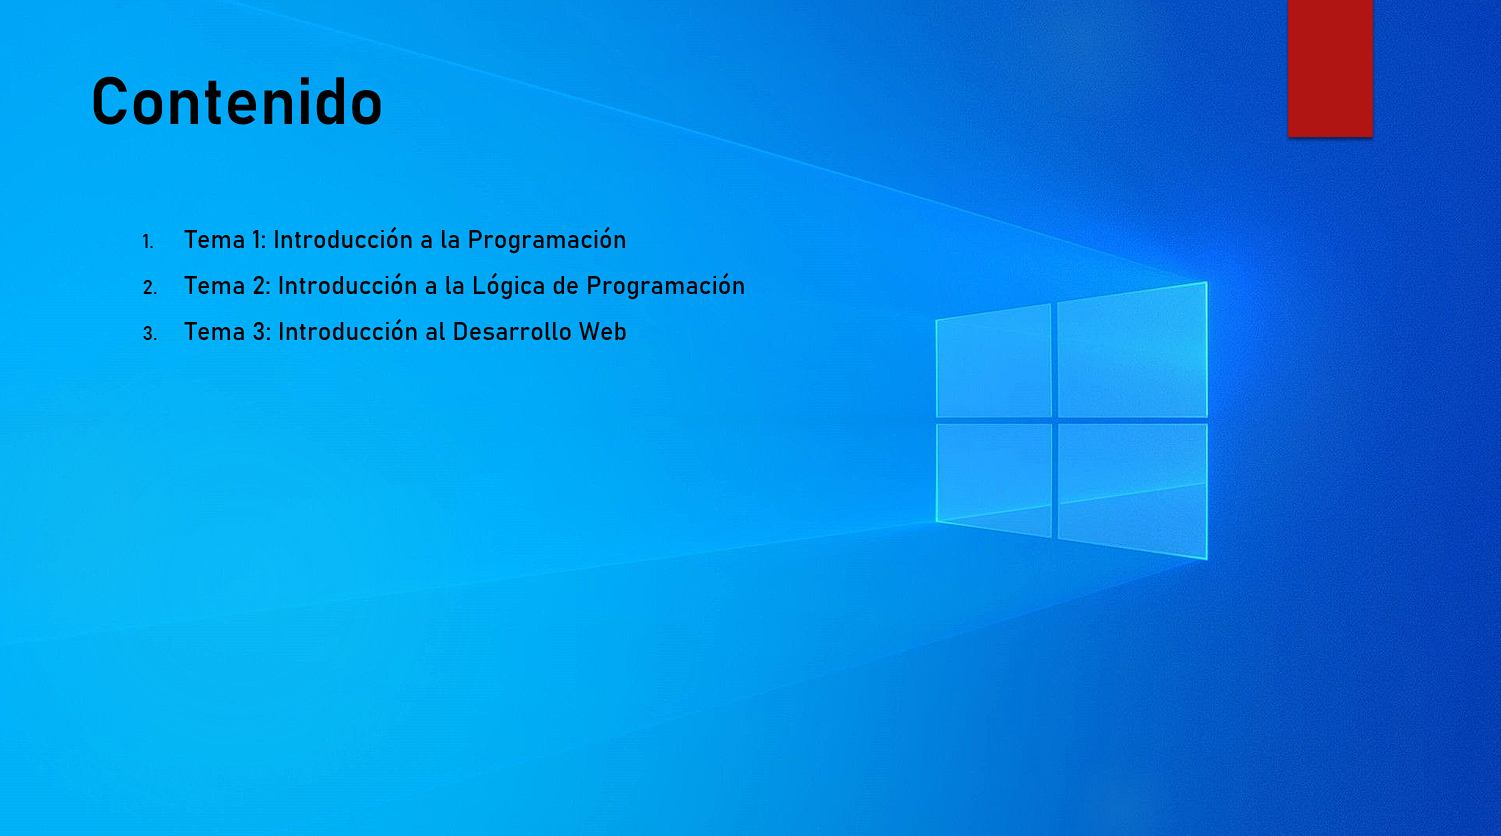 Contenido
1. Tema 1: Introducción a la Programación
2. Tema 2: Introducción a la Lógica de Programación
3. Tema 3: Introducción al Desarrollo Web